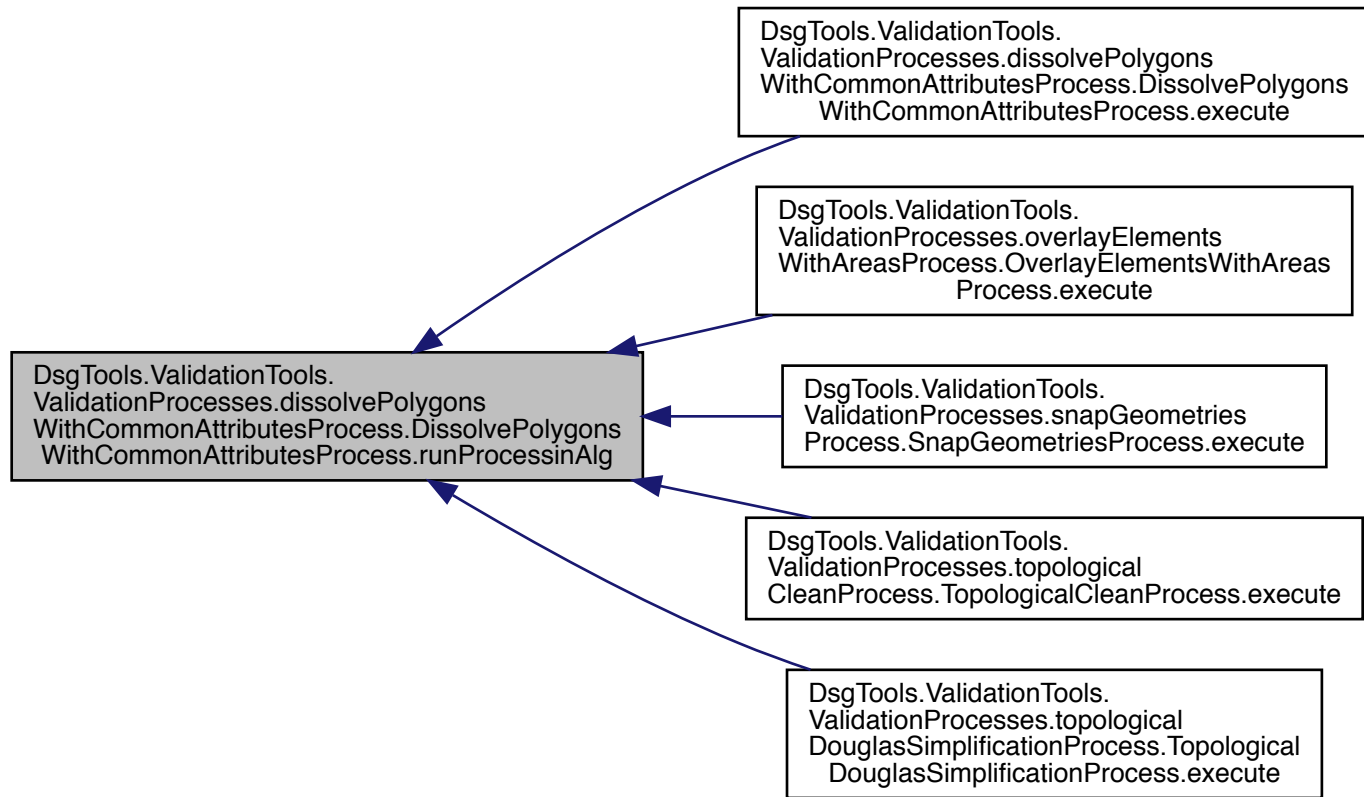 DsgTools.ValidationTools.
ValidationProcesses.dissolvePolygons
WithCommonAttributesProcess.DissolvePolygons
WithCommonAttributesProcess.execute
DsgTools.ValidationTools.
ValidationProcesses.overlayElements
WithAreasProcess.OverlayElementsWithAreas
Process.execute
DsgTools.ValidationTools.
ValidationProcesses.dissolvePolygons
WithCommonAttributesProcess.DissolvePolygons
WithCommonAttributesProcess.runProcessinAlg
DsgTools.ValidationTools.
ValidationProcesses.snapGeometries
Process.SnapGeometriesProcess.execute
DsgTools.ValidationTools.
ValidationProcesses.topological
CleanProcess.TopologicalCleanProcess.execute
DsgTools.ValidationTools.
ValidationProcesses.topological
DouglasSimplificationProcess.Topological
DouglasSimplificationProcess.execute